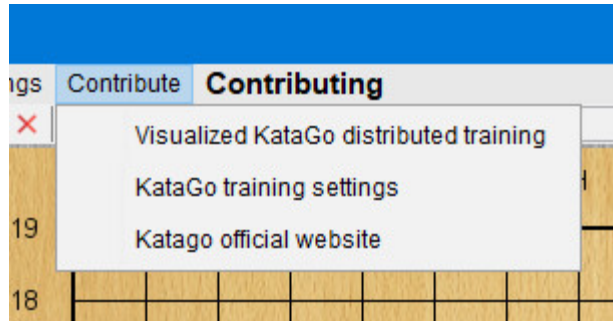 ngs Contribute Contributing
Visualized KataGo distributed training
KataGo training settings
Katago official website
H
19
18